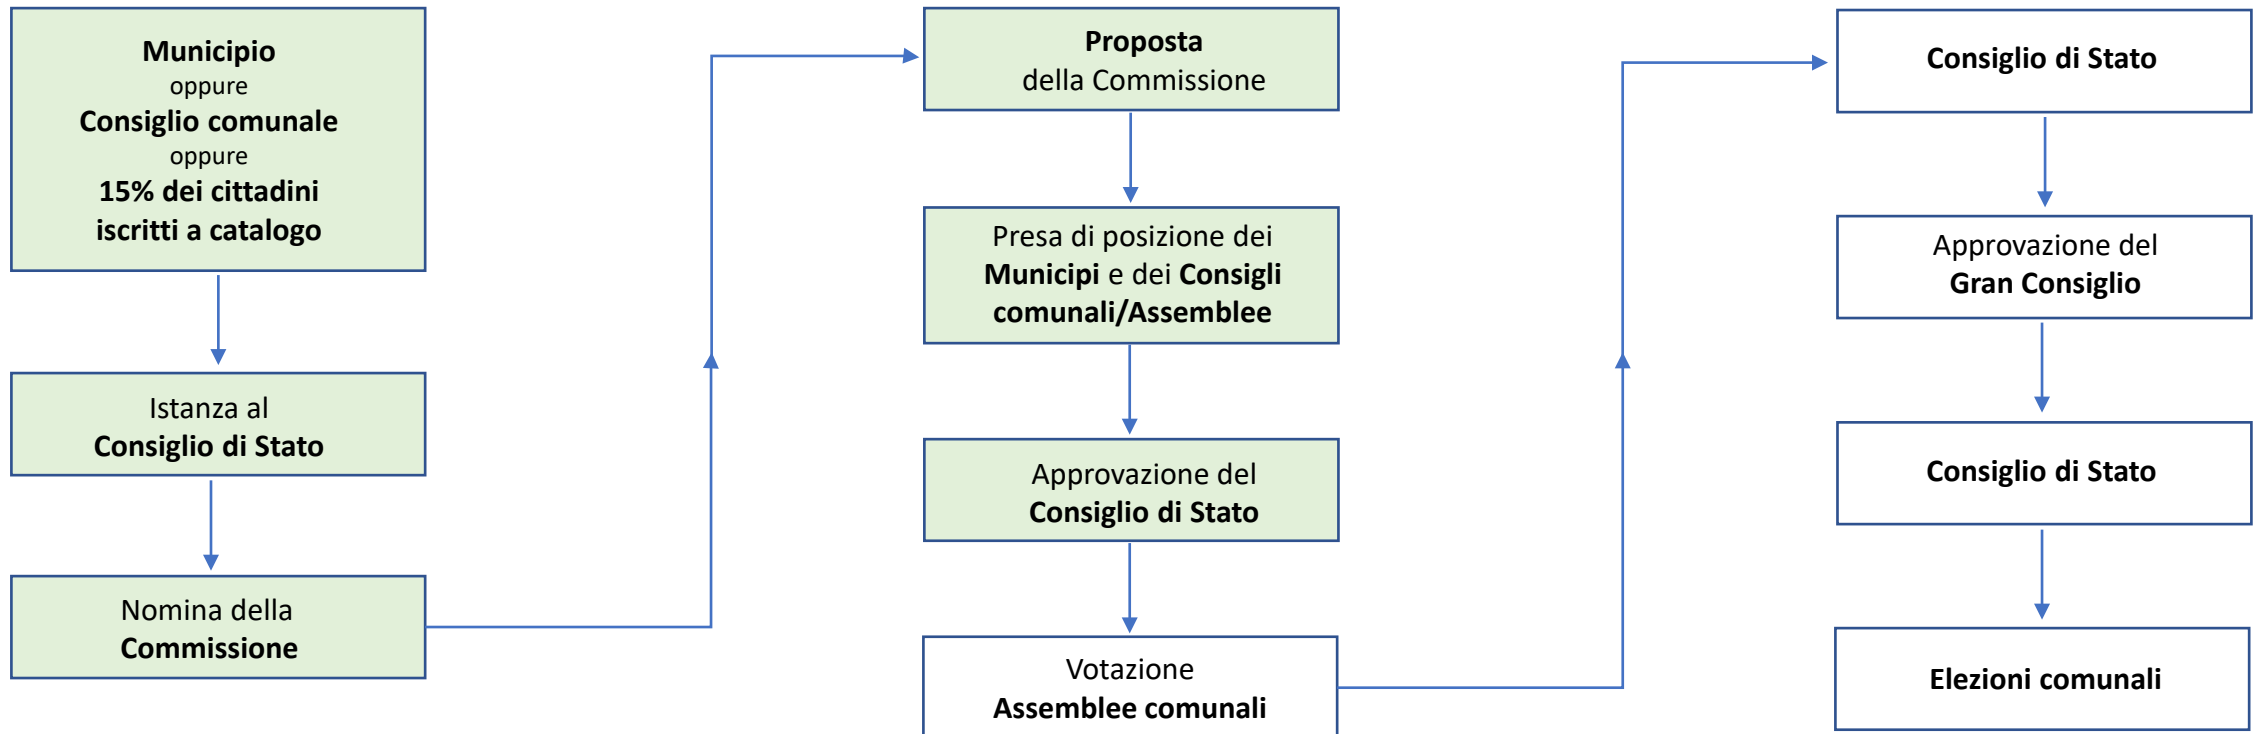 Municipio
oppure
Consiglio comunale
oppure
15% dei cittadini
iscritti a catalogo
Istanza al
Consiglio di Stato
Nomina della
Commissione
Proposta
della Commissione
Presa di posizione dei
Municipi e dei Consigli
comunali/Assemblee
Approvazione del
Consiglio di Stato
Votazione
Assemblee comunali
Consiglio di Stato
Approvazione del
Gran Consiglio
Consiglio di Stato
Elezioni comunali